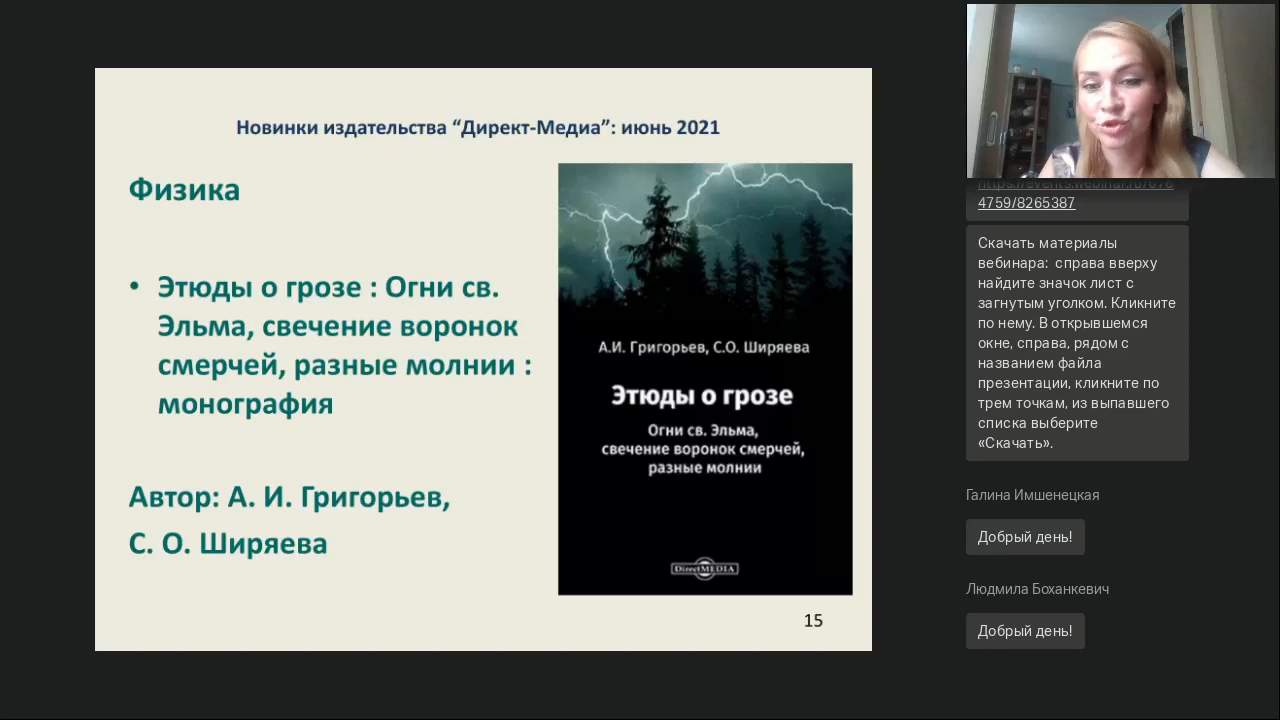 Новинки издательства “Директ-Медиа”: июнь 2021
Физика
• Этюды о грозе : Огни св.
Эльма, свечение воронок
смерчей, разные молнии :
монография
Автор: А. И. Григорьев,
С. О. Ширяева
А.И. Григорьев, С.О. Ширяева
Этюды о грозе
Огни св. Эльма,
свечение воронок смерчей,
разные молнии
DirectMEDIA
15
4759/8265387
Скачать материалы
вебинара: справа вверху
найдите значок лист с
загнутым уголком. Кликните
по нему. В открывшемся
окне, справа, рядом с
названием файла
презентации, кликните по
трем точкам, из выпавшего
списка выберите
«Скачать».
Галина Имшенецкая
Добрый день!
Людмила Боханкевич
Добрый день!